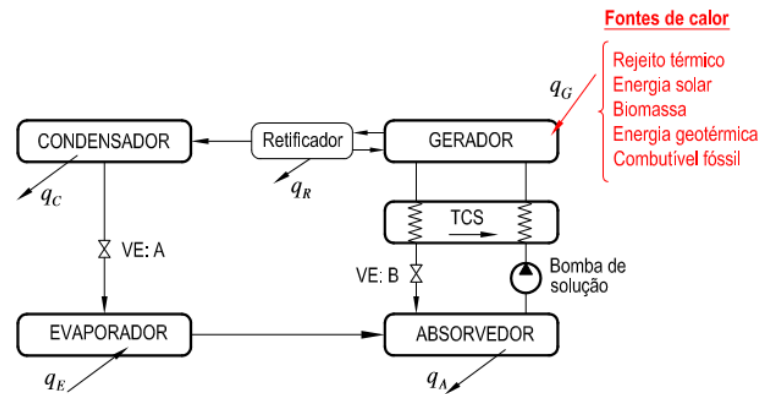 Fontes de calor
Rejeito térmico
Energia solar
Biomassa
Energia geotérmica
Combutível fóssil
q_G
CONDENSADOR
Retificador
GERADOR
q_C
q_R
TCS
VE: A
VE: B
Bomba de
solução
EVAPORADOR
ABSORVEDOR
q_E
q_A